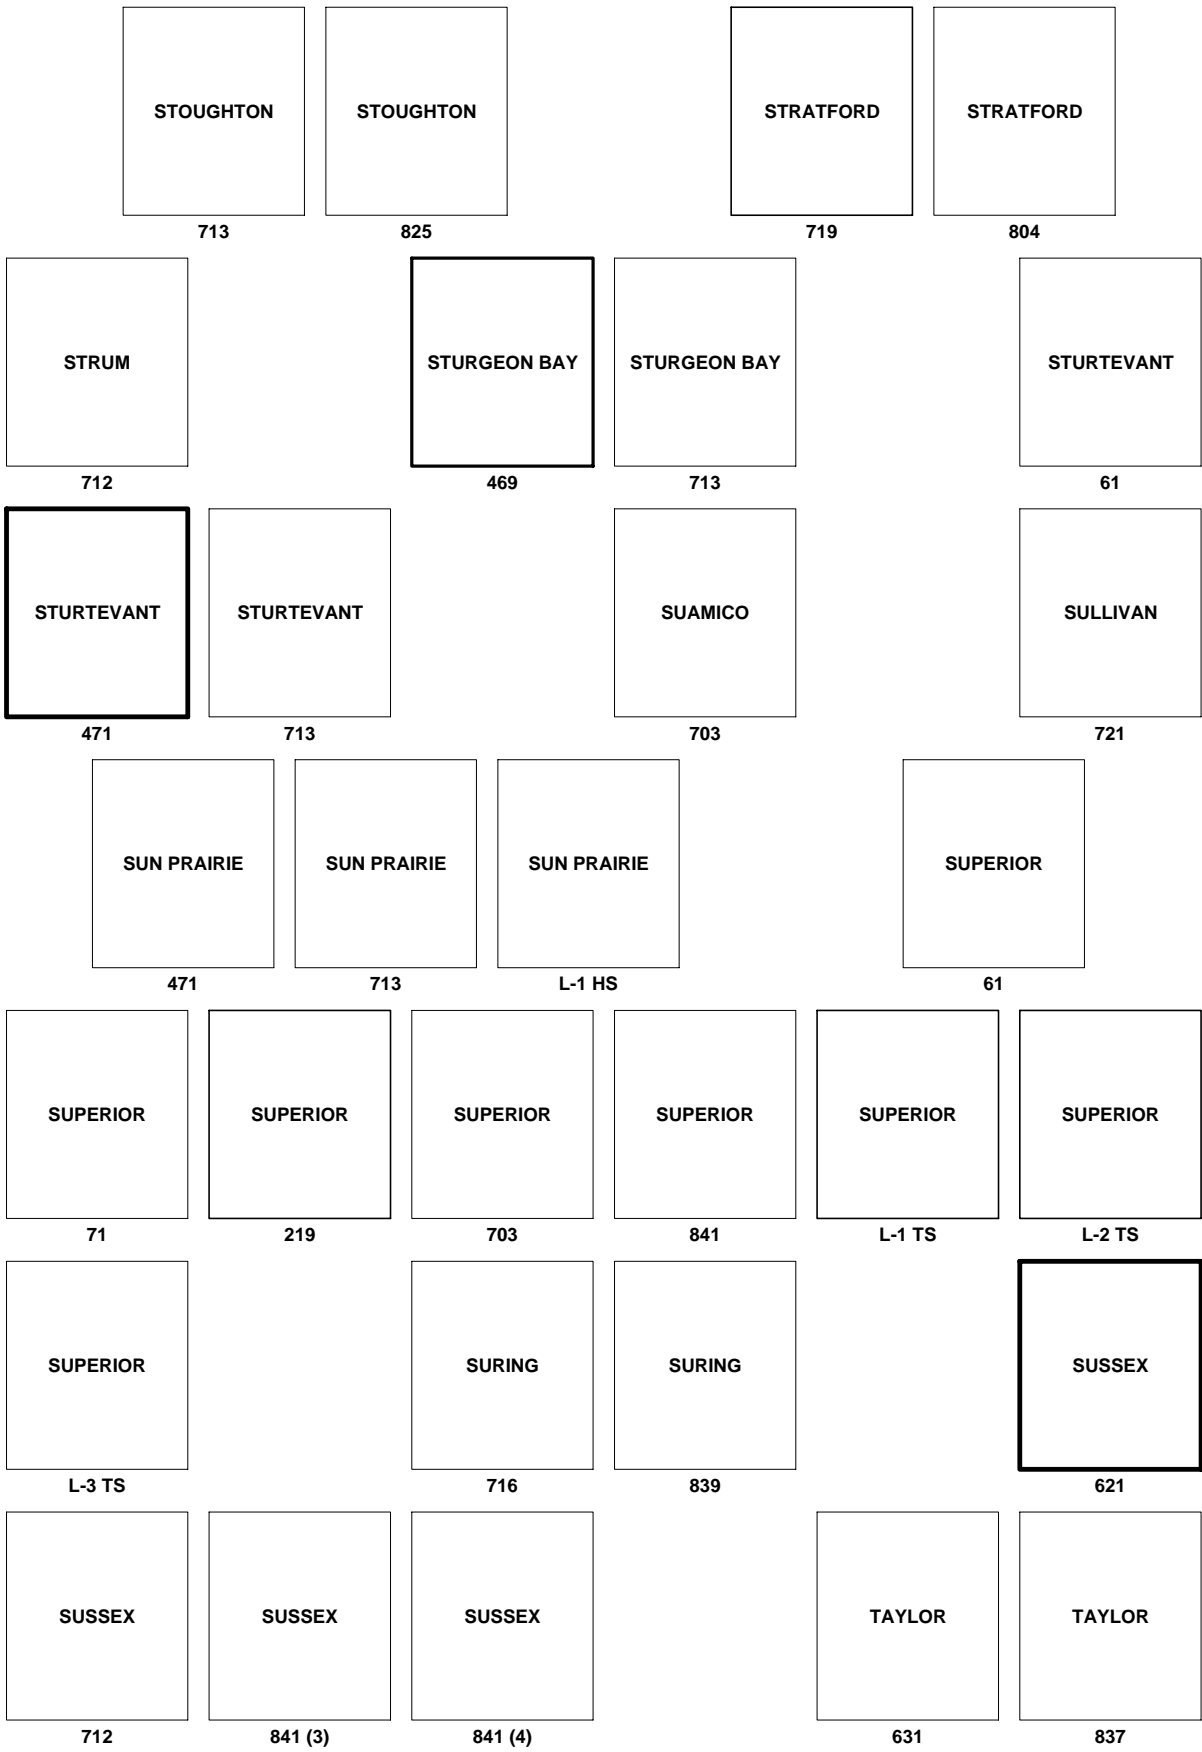 STOUGHTON STOUGHTON STRATFORD STRATFORD
713 825 719 804
STRUM STURGEON BAY STURGEON BAY STURTEVANT
712 469 713 61
STURTEVANT STURTEVANT SUAMICO SULLIVAN
471 713 703 721
SUN PRAIRIE SUN PRAIRIE SUN PRAIRIE SUPERIOR
471 713 L-1 HS 61
SUPERIOR SUPERIOR SUPERIOR SUPERIOR SUPERIOR SUPERIOR
71 219 703 841 L-1 TS L-2 TS
SUPERIOR SURING SURING SUSSEX
L-3 TS 716 839 621
SUSSEX SUSSEX SUSSEX TAYLOR TAYLOR
712 841 (3) 841 (4) 631 837